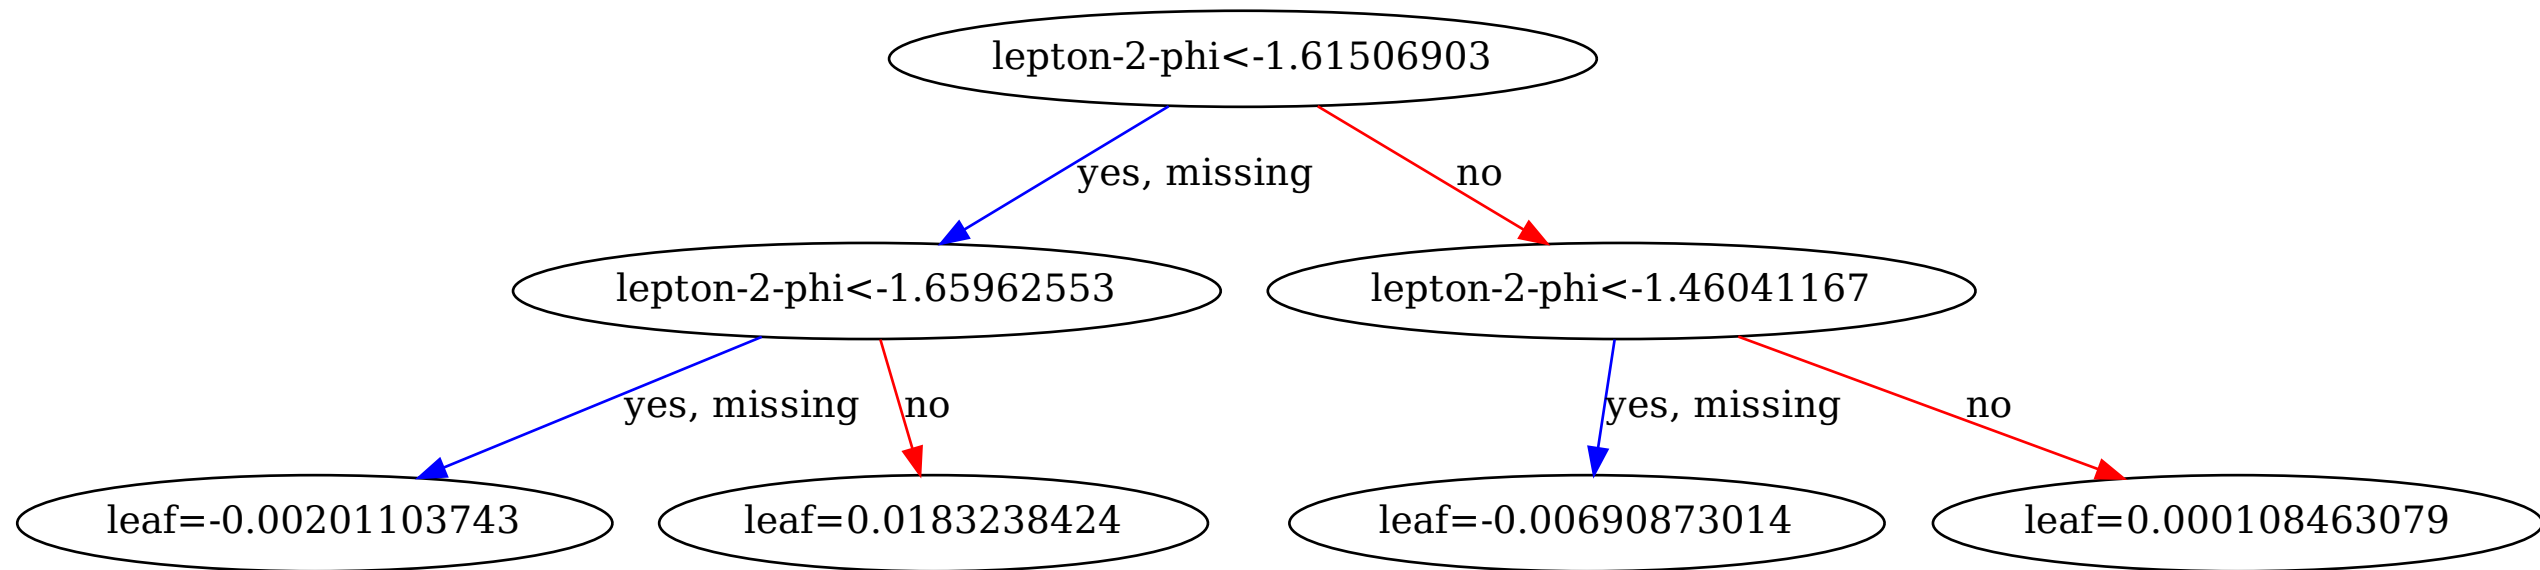 lepton-2-phi<-1.61506903
yes, missing
no
lepton-2-phi<-1.65962553
lepton-2-phi<-1.46041167
yes, missing
no
yes, missing
no
leaf=-0.00201103743
leaf=0.0183238424
leaf=-0.00690873014
leaf=0.000108463079